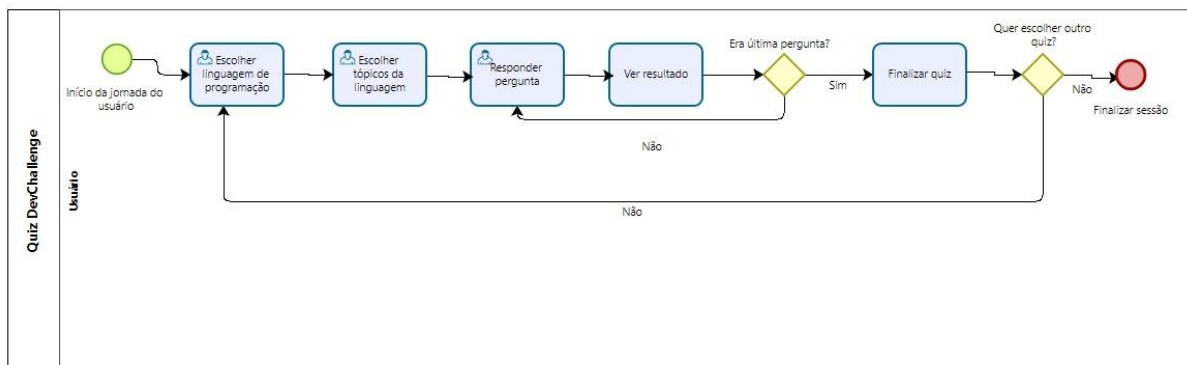 Quiz DevChallenge
Usuário
Início da jornada do
usuário
Escolher
linguagem de
programação
Escolher
tópicos da
linguagem
Responder
pergunta
Ver resultado
Era última pergunta?
Sim
Não
Finalizar quiz
Quer escolher outro
quiz?
Não
Finalizar sessão
Não